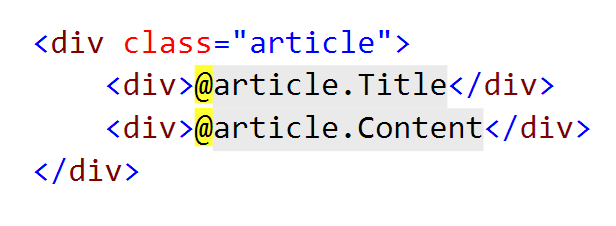 <div class="article">
    <div>@article.Title</div>
    <div>@article.Content</div>
</div>